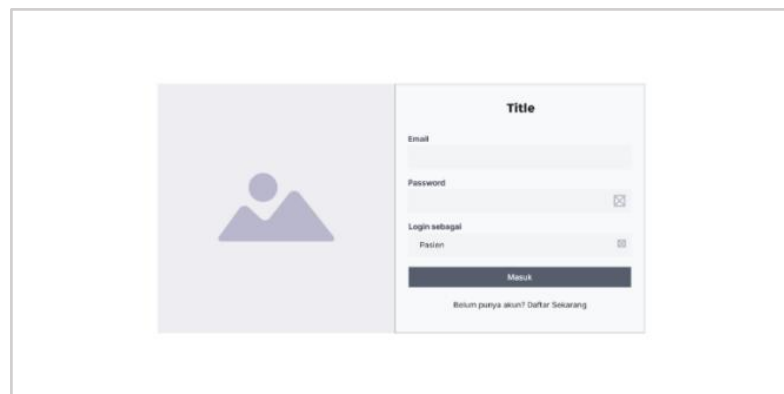 Title
Email
Password
Login sebagai
Pasien
Masuk
Belum punya akun? Daftar Sekarang